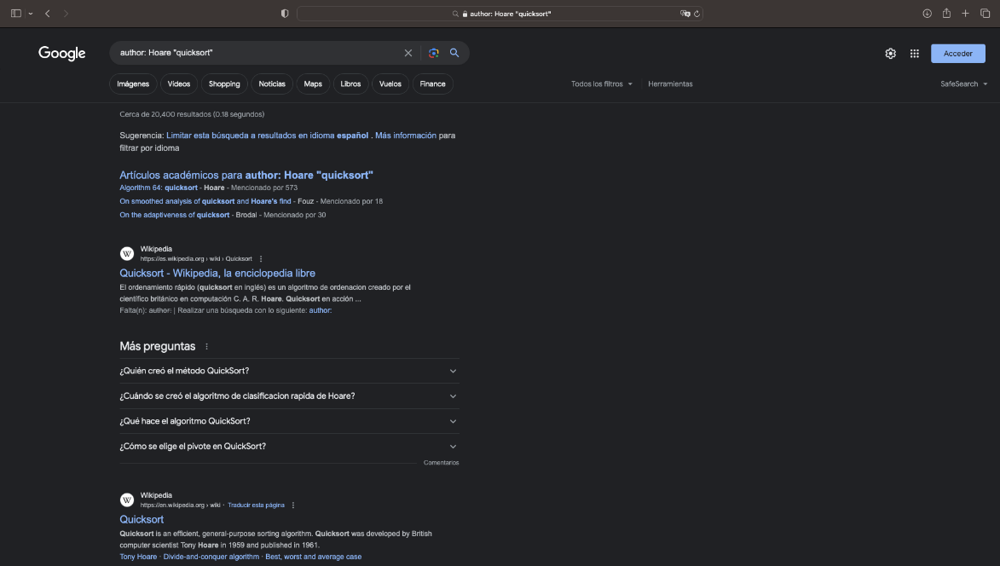 author: Hoare "quicksort"
Google
author: Hoare "quicksort"
Acceder
Imágenes
Videos
Shopping
Noticias
Maps
Libros
Vuelos
Finance
Todos los filtros
Herramientas
SafeSearch
Cerca de 20,400 resultados (0.18 segundos)
Sugerencia: Limitar esta búsqueda a resultados en idioma español . Más información para
filtrar por idioma
Artículos académicos para author: Hoare "quicksort"
Algorithm 64: quicksort - Hoare - Mencionado por 573
On smoothed analysis of quicksort and Hoare's find - Fouz - Mencionado por 18
On the adaptiveness of quicksort - Brodal - Mencionado por 30
W
Wikipedia
https://es.wikipedia.org › wiki › Quicksort
Quicksort - Wikipedia, la enciclopedia libre
El ordenamiento rápido (quicksort en inglés) es un algoritmo de ordenacion creado por el
científico británico en computación C. A. R. Hoare. Quicksort en acción ...
Falta(n): author: | Realizar una búsqueda con lo siguiente: author:
Más preguntas
¿Quién creó el método QuickSort?
¿Cuándo se creó el algoritmo de clasificacion rapida de Hoare?
¿Qué hace el algoritmo QuickSort?
¿Cómo se elige el pivote en QuickSort?
Comentarios
W
Wikipedia
https://en.wikipedia.org › wiki · Traducir esta página
Quicksort
Quicksort is an efficient, general-purpose sorting algorithm. Quicksort was developed by British
computer scientist Tony Hoare in 1959 and published in 1961.
Tony Hoare · Divide-and-conquer algorithm · Best, worst and average case